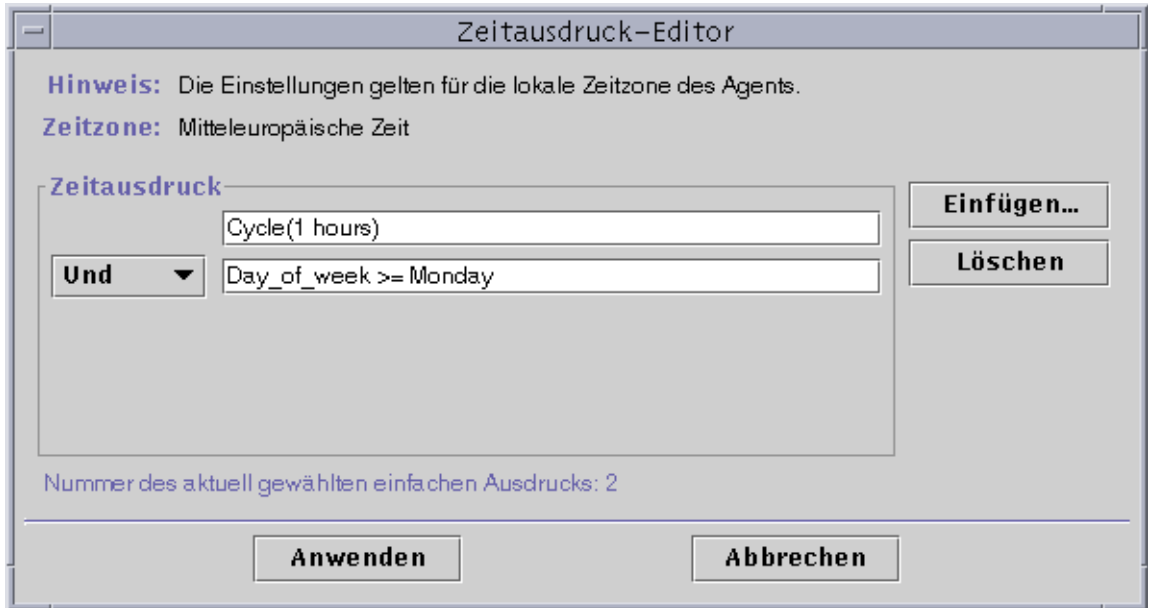 Zeitausdruck-Editor
Hinweis: Die Einstellungen gelten für die lokale Zeitzone des Agents.
Zeitzone: Mitteleuropäische Zeit
Zeitausdruck
Einfügen...
Cycle(1 hours)
Löschen
Und Day_of_week >= Monday
Nummer des aktuell gewählten einfachen Ausdrucks: 2
Anwenden Abbrechen